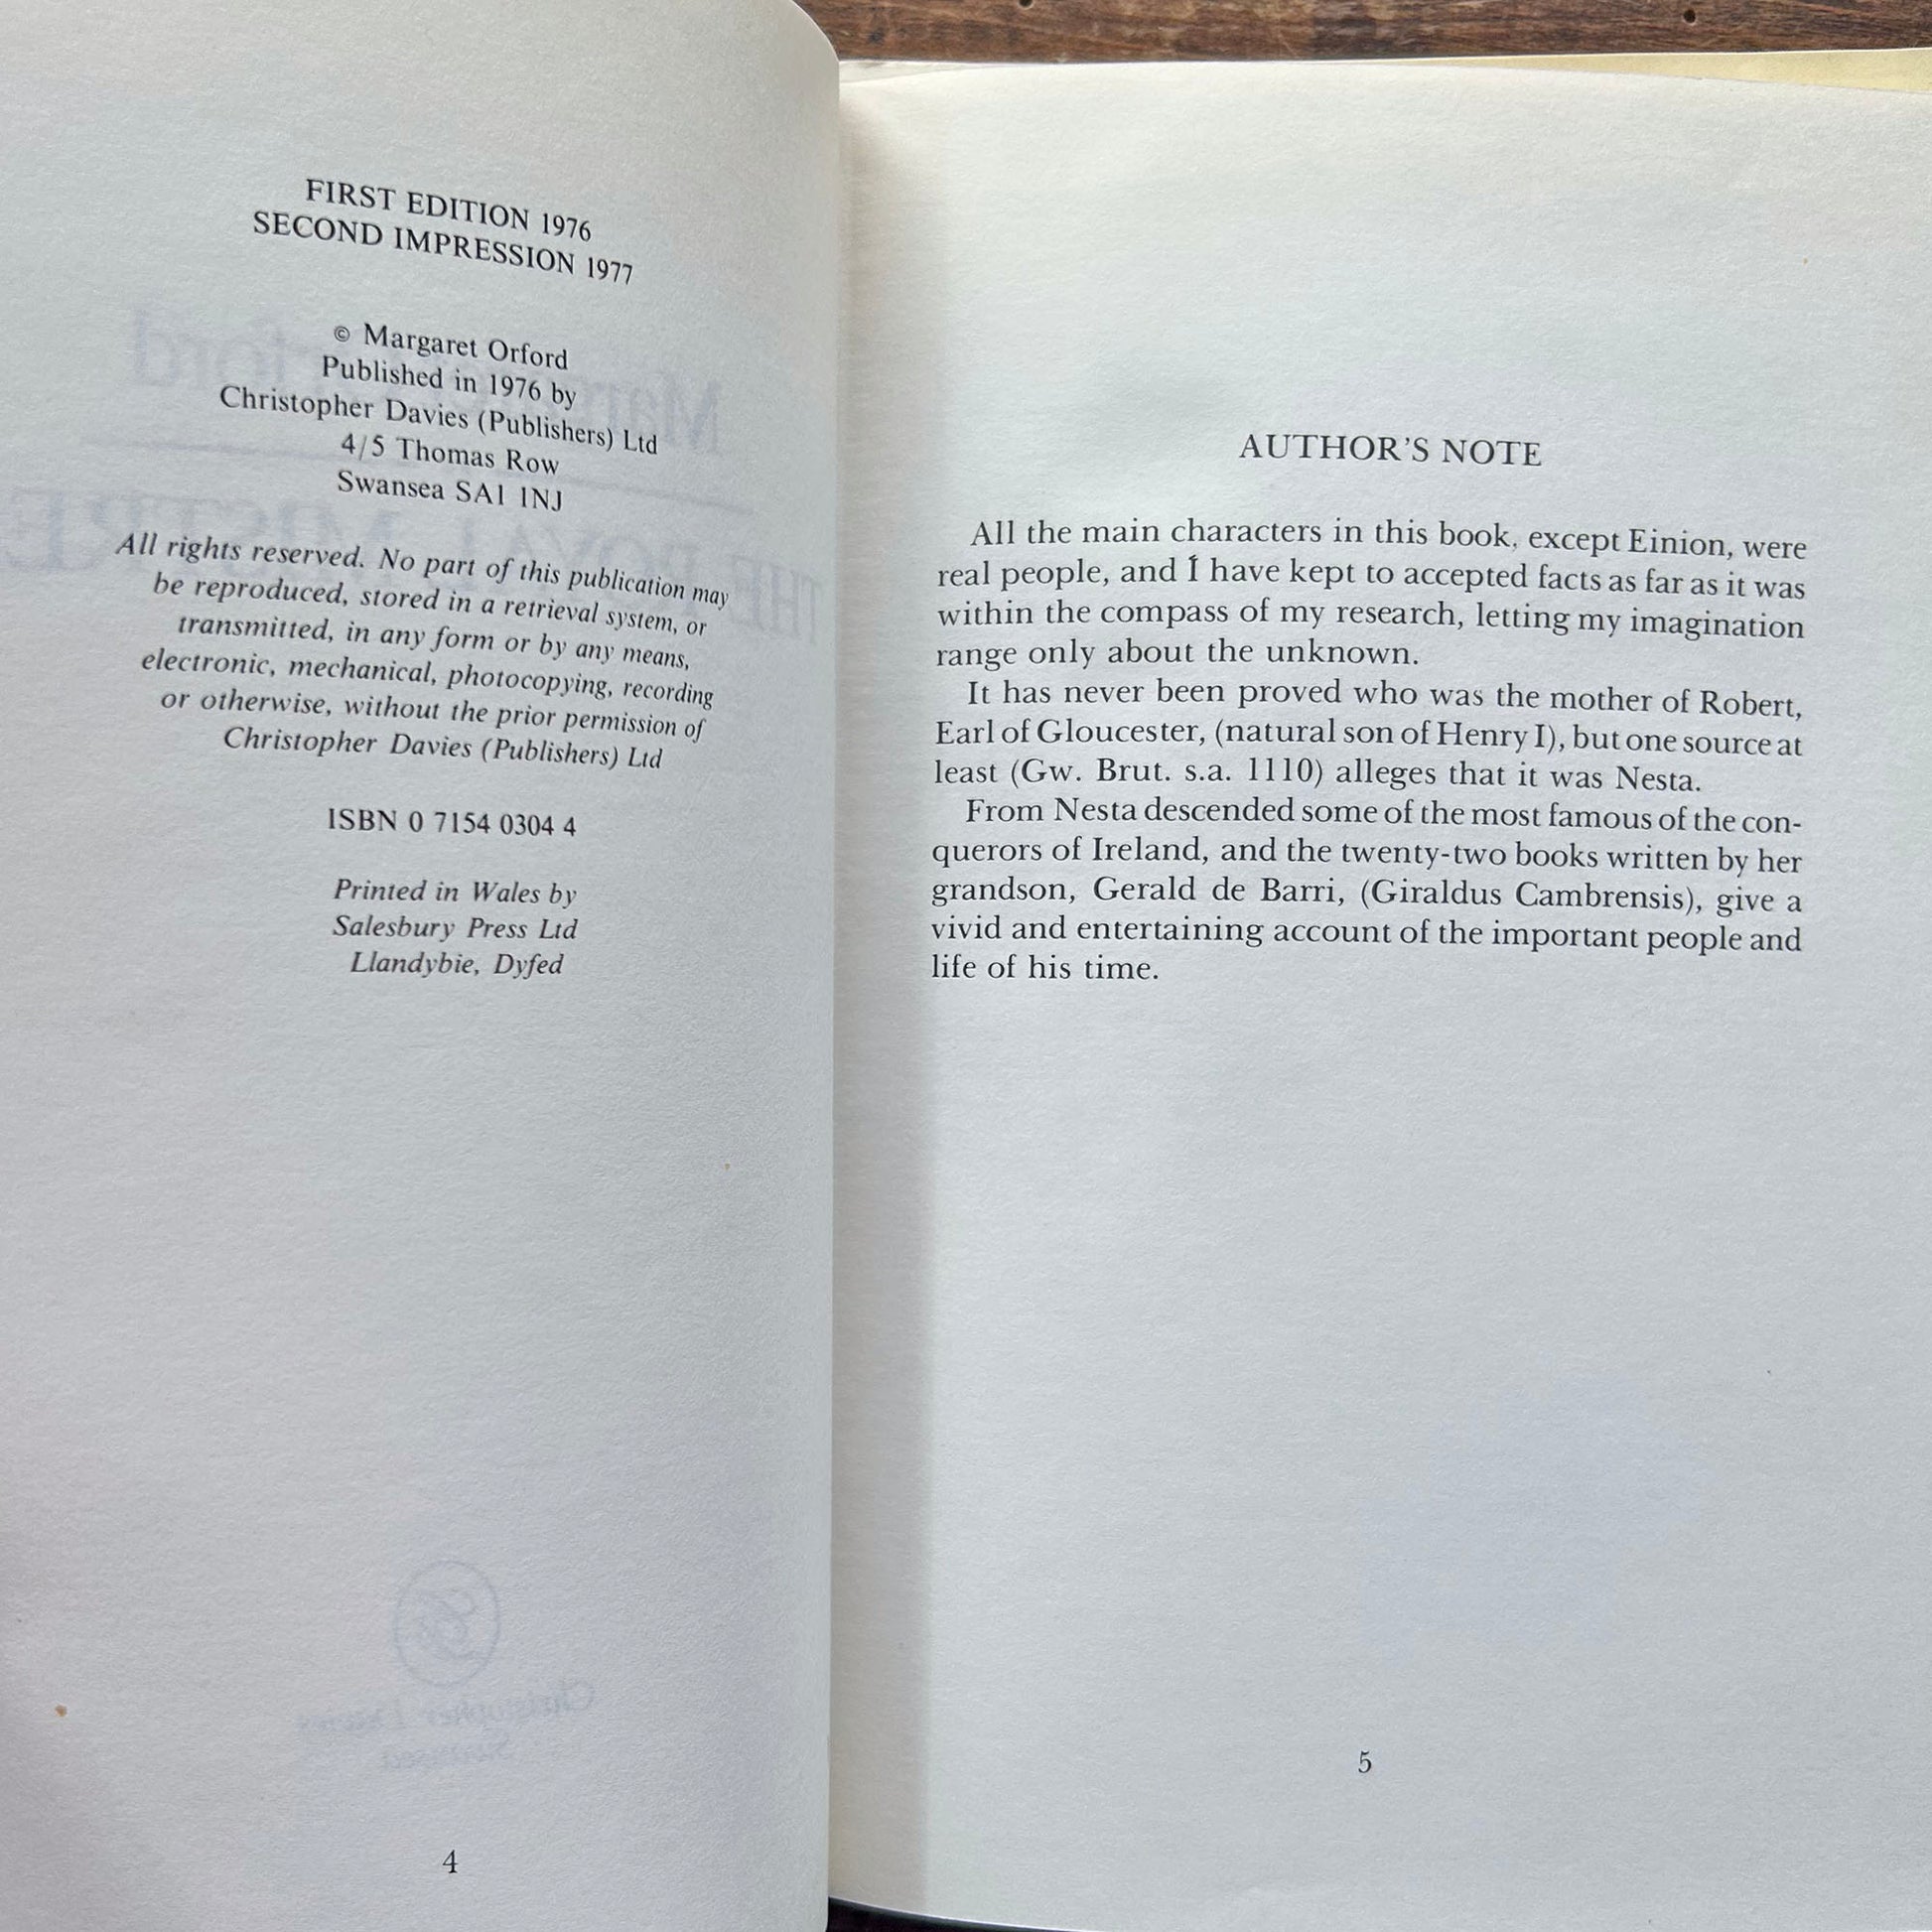 FIRST EDITION 1976
SECOND IMPRESSION 1977
© Margaret Orford
Published in 1976 by
Christopher Davies (Publishers) Ltd
4/5 Thomas Row
Swansea SA1 1NJ
All rights reserved. No part of this publication may
be reproduced, stored in a retrieval system, or
transmitted, in any form or by any means,
electronic, mechanical, photocopying, recording
or otherwise, without the prior permission of
Christopher Davies (Publishers) Ltd
ISBN 0 7154 0304 4
Printed in Wales by
Salesbury Press Ltd
Llandybie, Dyfed
4
AUTHOR'S NOTE
All the main characters in this book, except Einion, were
real people, and I have kept to accepted facts as far as it was
within the compass of my research, letting my imagination
range only about the unknown.
It has never been proved who was the mother of Robert,
Earl of Gloucester, (natural son of Henry I), but one source at
least (Gw. Brut. s.a. 1110) alleges that it was Nesta.
From Nesta descended some of the most famous of the con-
querors of Ireland, and the twenty-two books written by her
grandson, Gerald de Barri, (Giraldus Cambrensis), give a
vivid and entertaining account of the important people and
life of his time.
5